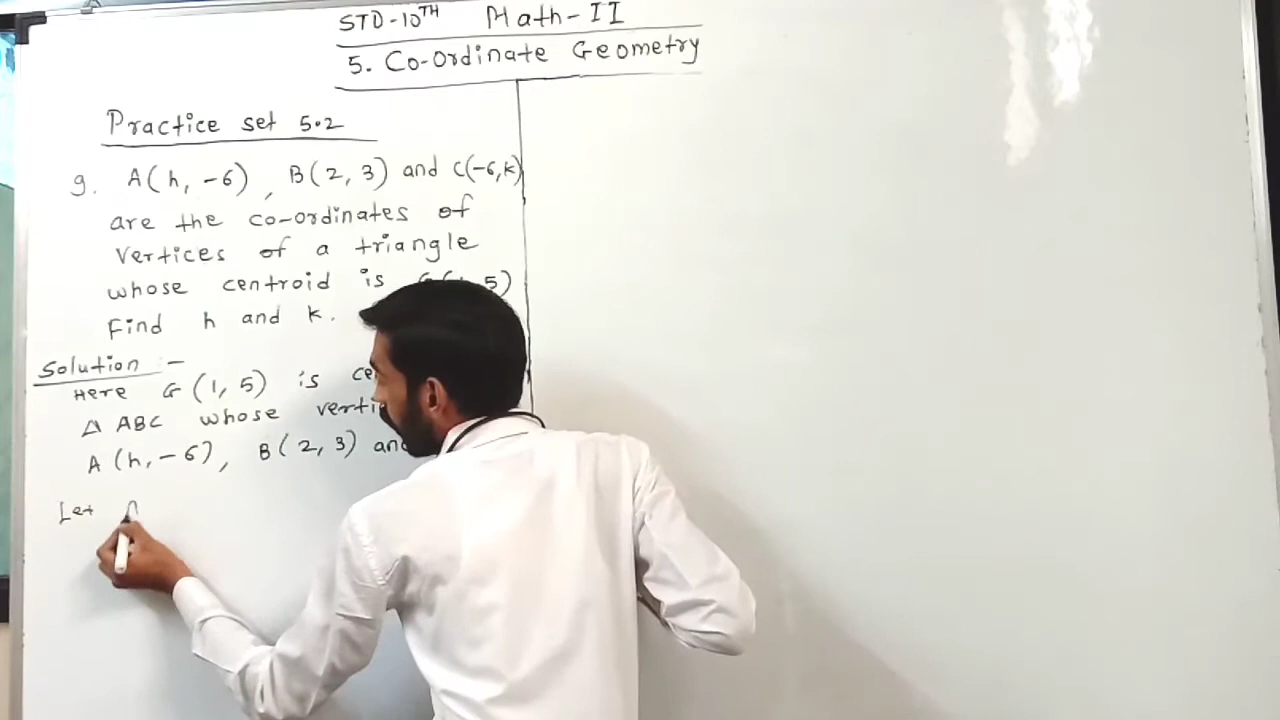 STD-10TH Math-II
5. Co-ordinate Geometry
Practice set 5.2
9. A(h, -6), B(2, 3) and C(-6, k)
are the co-ordinates of
vertices of a triangle
whose centroid is 5)
Find h and k.
Solution :-
Here G (1, 5) is
△ ABC whose
A (h, -6), B(2, 3) and
Let